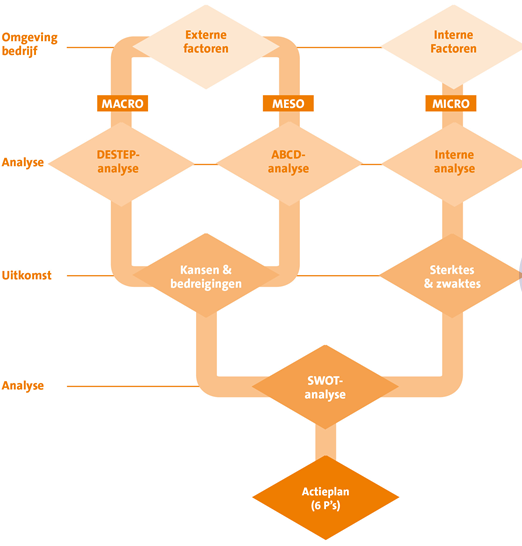 Omgeving
bedrijf
Externe
factoren
Interne
Factoren
MACRO
MESO
MICRO
Analyse
DESTEP-
analyse
ABCD-
analyse
Interne
analyse
Uitkomst
Kansen &
bedreigingen
Sterktes
& zwaktes
Analyse
SWOT-
analyse
Actieplan
(6 P's)